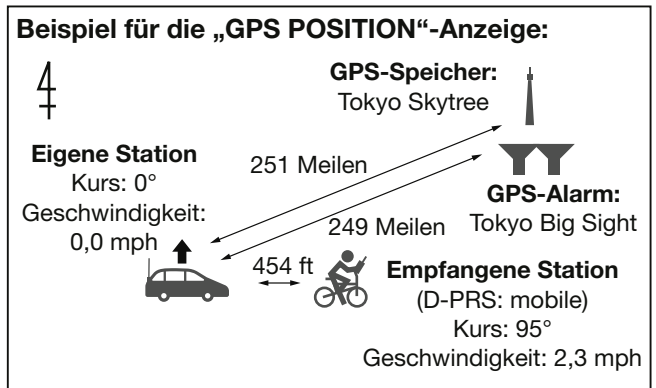 Beispiel für die „GPS POSITION“-Anzeige:
GPS-Speicher:
Tokyo Skytree
Eigene Station
Kurs: 0°
Geschwindigkeit:
0,0 mph
251 Meilen
249 Meilen
GPS-Alarm:
Tokyo Big Sight
454 ft
Empfangene Station
(D-PRS: mobile)
Kurs: 95°
Geschwindigkeit: 2,3 mph